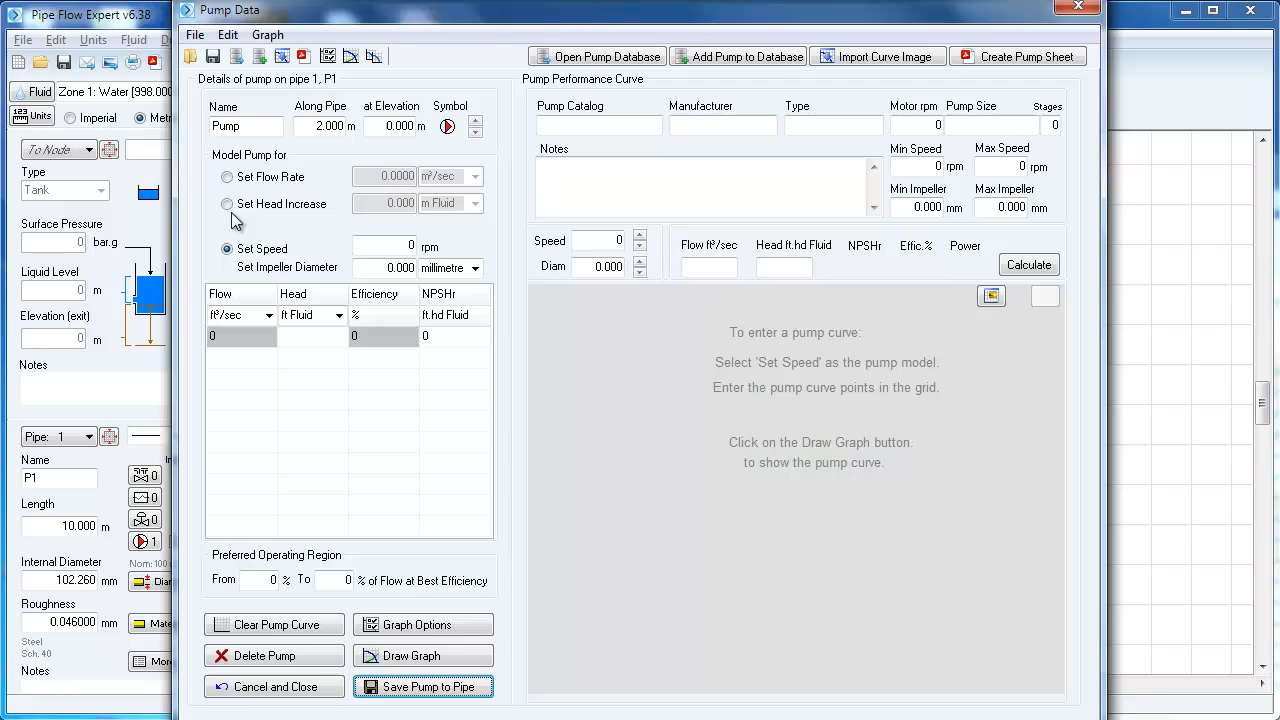 Pipe Flow Expert v6.38
File Edit Units Fluid
Fluid Zone 1: Water [998.000
Units Imperial Metr
To Node
Type
Tank
Surface Pressure
0 bar.g
Liquid Level
0 m
Elevation (exit)
0 m
Notes
Pipe: 1
Name
P1
Length
10.000 m
Internal Diameter
102.260 mm
Roughness
0.046000 mm
Steel
Sch. 40
Notes
0
0
0
1
Nom: 100
Diam
Mate
Mor
Pump Data
File Edit Graph
Open Pump Database Add Pump to Database Import Curve Image Create Pump Sheet
Details of pump on pipe 1, P1
Name Along Pipe at Elevation Symbol
Pump 2.000 m 0.000 m
Model Pump for
Set Flow Rate 0.0000 m³/sec
Set Head Increase 0.000 m Fluid
Set Speed 0 rpm
Set Impeller Diameter 0.000 millimetre
Flow Head Efficiency NPSHr
ft³/sec ft Fluid % ft.hd Fluid
0 0 0
Preferred Operating Region
From 0 % To 0 % of Flow at Best Efficiency
Clear Pump Curve Graph Options
Delete Pump Draw Graph
Cancel and Close Save Pump to Pipe
Pump Performance Curve
Pump Catalog Manufacturer Type Motor rpm Pump Size Stages
0 0
Notes
Min Speed Max Speed
0 rpm 0 rpm
Min Impeller Max Impeller
0.000 mm 0.000 mm
Speed 0
Diam 0.000
Flow ft³/sec Head ft.hd Fluid NPSHr Effic.% Power
Calculate
To enter a pump curve:
Select 'Set Speed' as the pump model.
Enter the pump curve points in the grid.
Click on the Draw Graph button.
to show the pump curve.